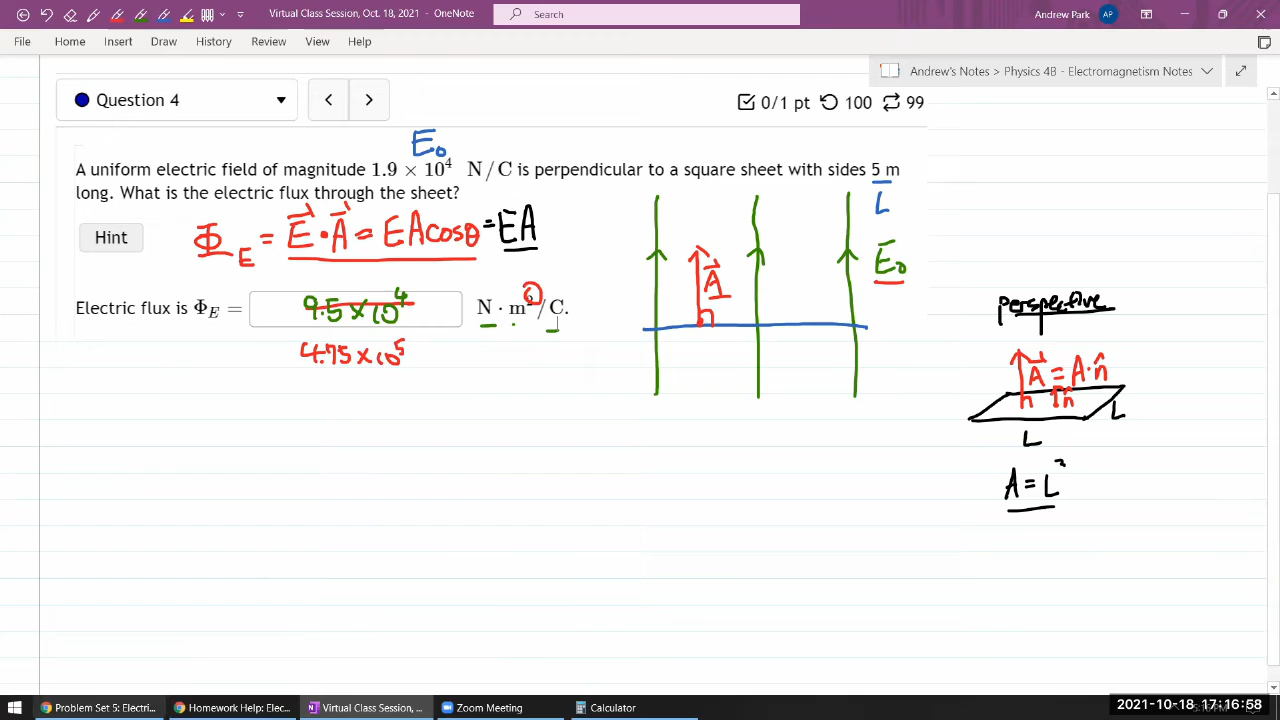 Virtual Class Session, Oct. 18, 2021 - OneNote
Search
Andrew Park
AP
File Home Insert Draw History Review View Help
Andrew's Notes > Physics 4B - Electromagnetism Notes
Question 4
0/1 pt 100 99
E₀
A uniform electric field of magnitude 1.9 × 10⁴ N/C is perpendicular to a square sheet with sides 5 m
long. What is the electric flux through the sheet?
L
Hint
Φ_E = E⃗ • A⃗ = EAcosθ = EA
A⃗
E₀
Electric flux is Φ_E = 9.5 × 10⁴ N · m²/C.
4.75 × 10⁵
perspective
A⃗ = A · n̂
n̂
L
L
A = L²
Problem Set 5: Electri...
Homework Help: Elec...
Virtual Class Session,...
Zoom Meeting
Calculator
2021-10-18 17:16:58